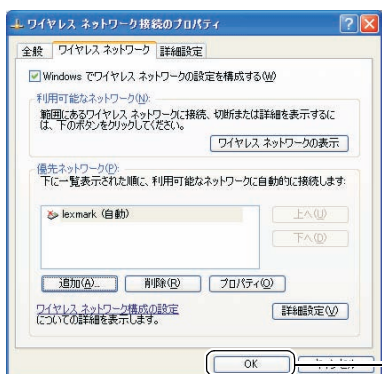 ワイヤレス ネットワーク接続のプロパティ
全般 ワイヤレス ネットワーク 詳細設定
Windows でワイヤレス ネットワークの設定を構成する(W)
利用可能なネットワーク(N):
範囲にあるワイヤレス ネットワークに接続、切断または詳細を表示するに
は、下のボタンをクリックしてください。
ワイヤレス ネットワークの表示
優先ネットワーク(P):
下に一覧表示された順に、利用可能なネットワークに自動的に接続します:
lexmark (自動)
上へ(U)
下へ(D)
追加(A)... 削除(R) プロパティ(O)
ワイヤレス ネットワーク構成の設定
についての詳細を表示します。
詳細設定(V)
OK キャンセル